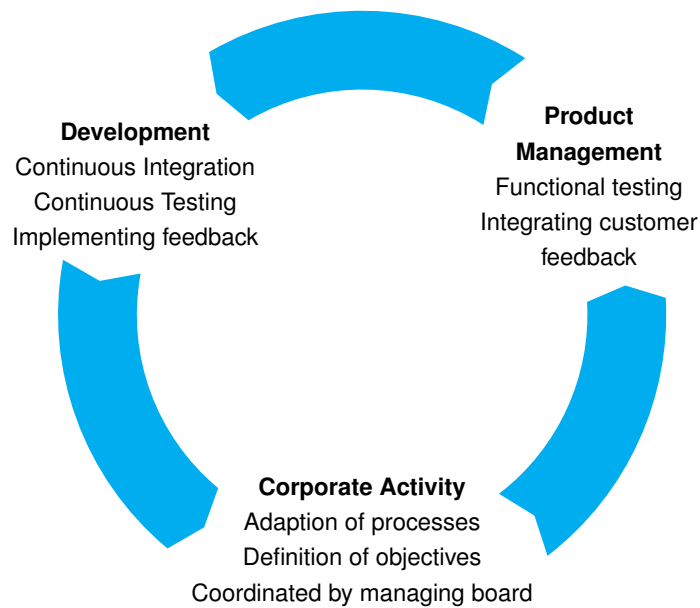 Development
Continuous Integration
Continuous Testing
Implementing feedback
Product
Management
Functional testing
Integrating customer
feedback
Corporate Activity
Adaption of processes
Definition of objectives
Coordinated by managing board